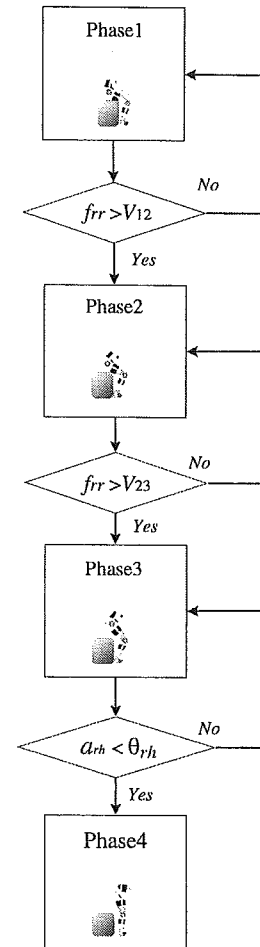 Phase1
No
frr >V12
Yes
Phase2
No
frr >V23
Yes
Phase3
No
arh < θrh
Yes
Phase4